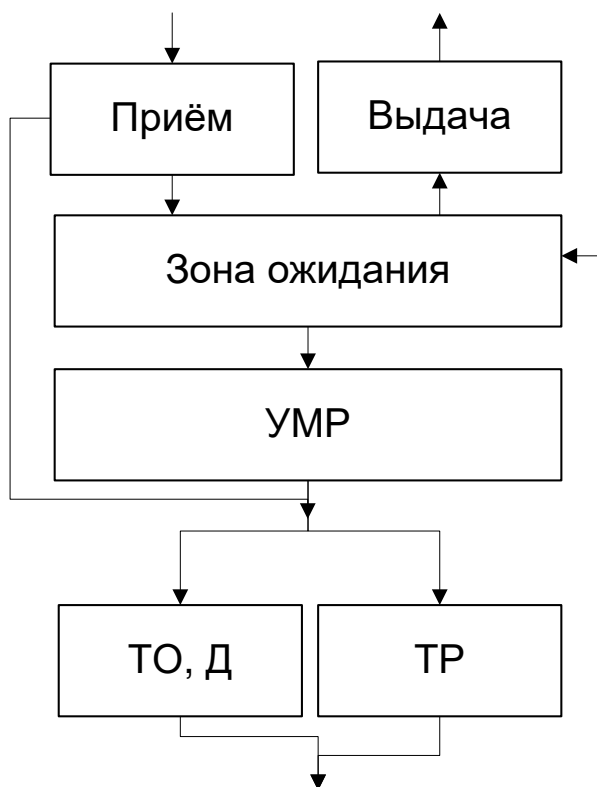 Приём
Выдача
Зона ожидания
УМР
ТО, Д
ТР